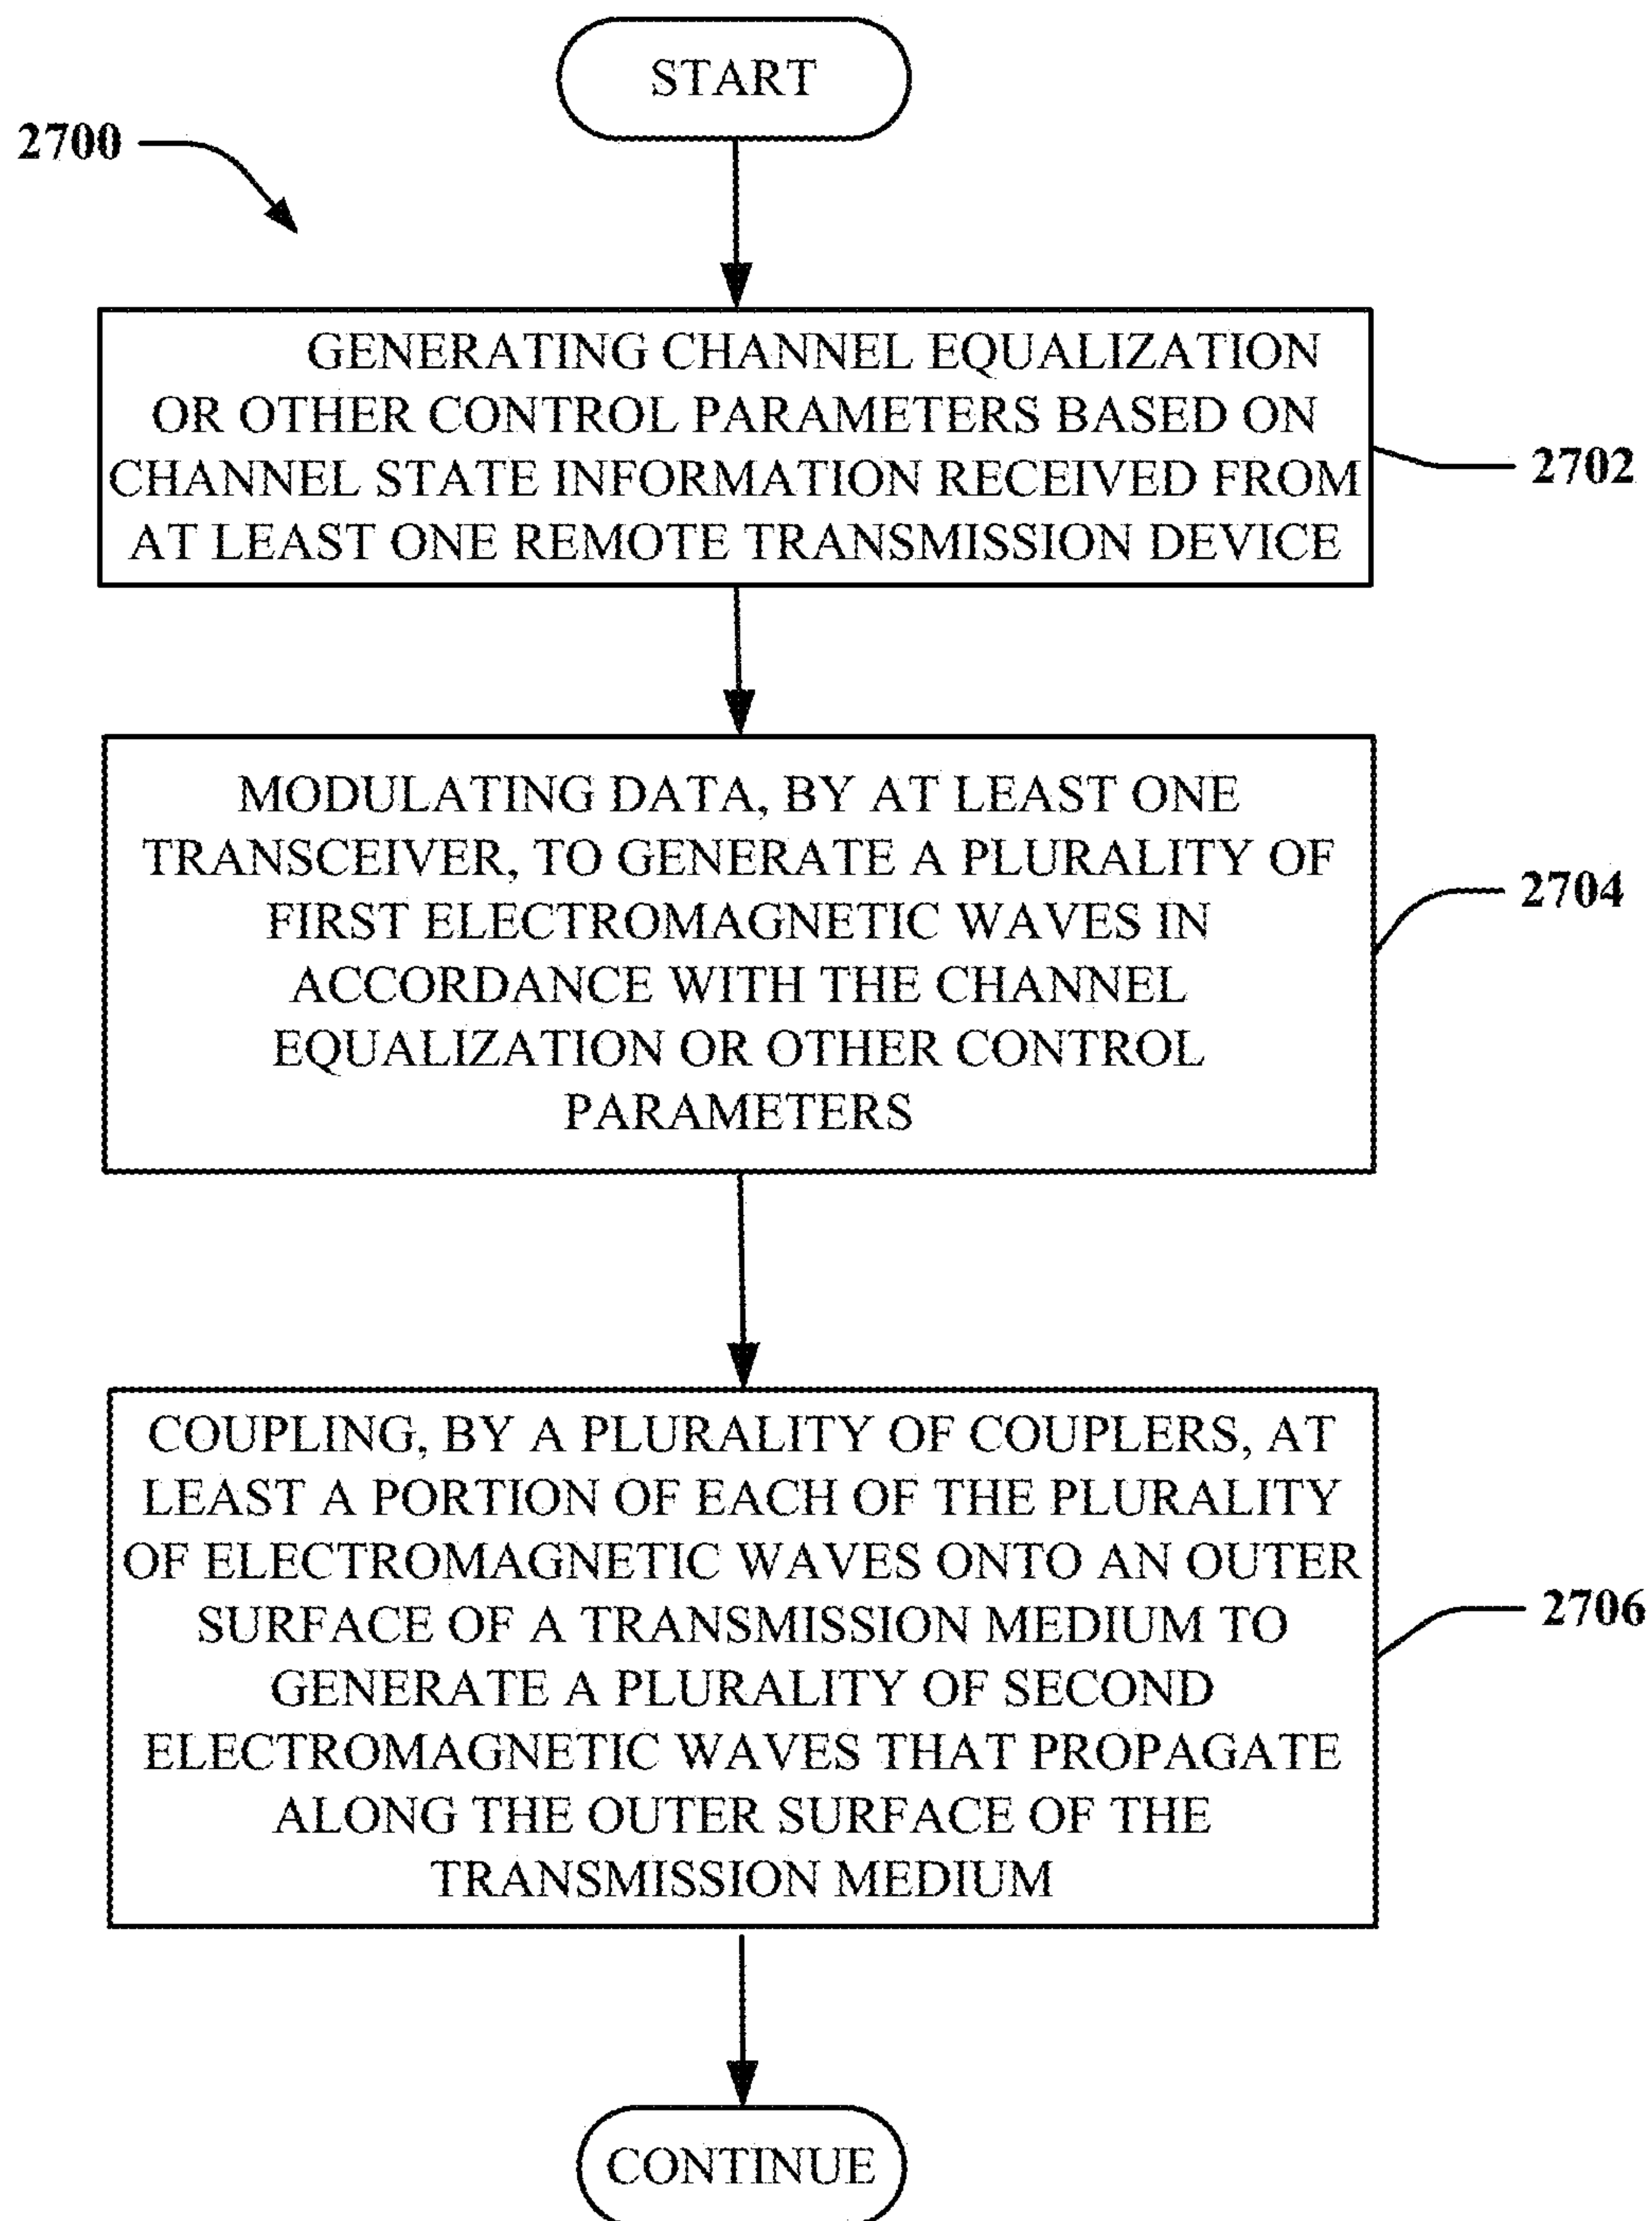 START
2700
GENERATING CHANNEL EQUALIZATION
OR OTHER CONTROL PARAMETERS BASED ON
CHANNEL STATE INFORMATION RECEIVED FROM
AT LEAST ONE REMOTE TRANSMISSION DEVICE
2702
MODULATING DATA, BY AT LEAST ONE
TRANSCEIVER, TO GENERATE A PLURALITY OF
FIRST ELECTROMAGNETIC WAVES IN
ACCORDANCE WITH THE CHANNEL
EQUALIZATION OR OTHER CONTROL
PARAMETERS
2704
COUPLING, BY A PLURALITY OF COUPLERS, AT
LEAST A PORTION OF EACH OF THE PLURALITY
OF ELECTROMAGNETIC WAVES ONTO AN OUTER
SURFACE OF A TRANSMISSION MEDIUM TO
GENERATE A PLURALITY OF SECOND
ELECTROMAGNETIC WAVES THAT PROPAGATE
ALONG THE OUTER SURFACE OF THE
TRANSMISSION MEDIUM
2706
CONTINUE